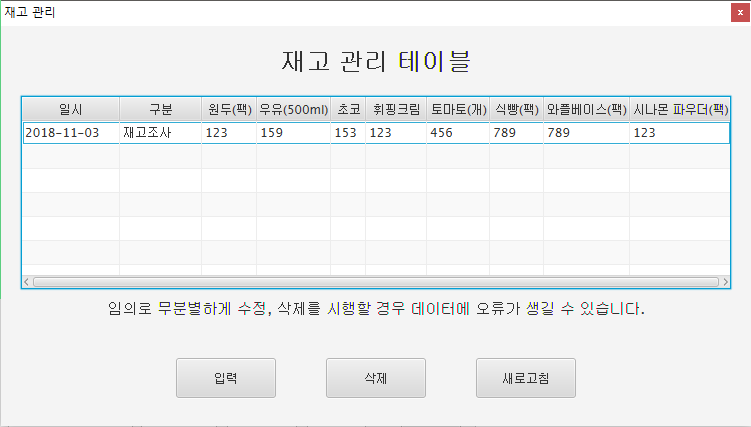 재고 관리
재고 관리 테이블
일시 구분 원두(팩) 우유(500ml) 초코 휘핑크림 토마토(개) 식빵(팩) 와플베이스(팩) 시나몬 파우더(팩)
2018-11-03 재고조사 123 159 153 123 456 789 789 123
임의로 무분별하게 수정, 삭제를 시행할 경우 데이터에 오류가 생길 수 있습니다.
입력 삭제 새로고침